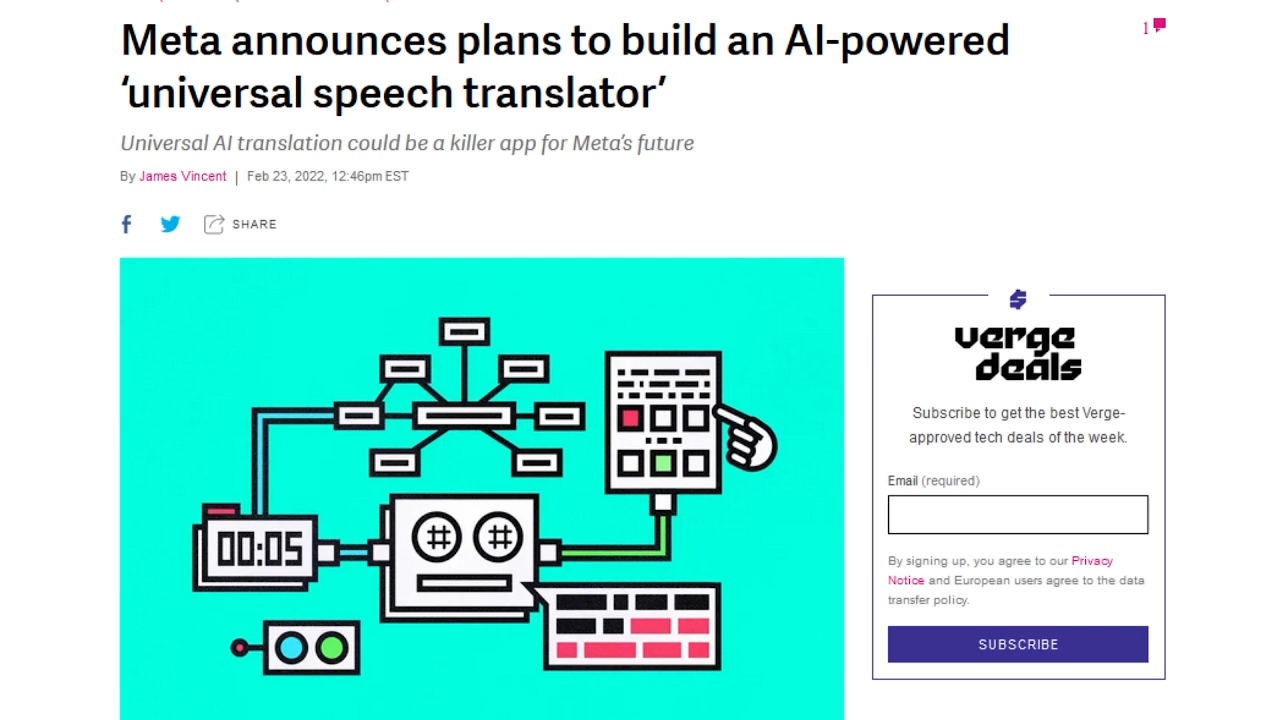 Meta announces plans to build an AI-powered
‘universal speech translator’
1
Universal AI translation could be a killer app for Meta’s future
By James Vincent | Feb 23, 2022, 12:46pm EST
SHARE
00:05
verge
deals
Subscribe to get the best Verge-
approved tech deals of the week.
Email (required)
By signing up, you agree to our Privacy
Notice and European users agree to the data
transfer policy.
SUBSCRIBE